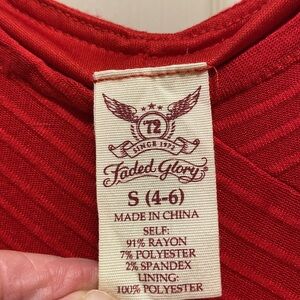 72
SINCE 1972
Faded Glory
S (4-6)
MADE IN CHINA
SELF:
91% RAYON
7% POLYESTER
2% SPANDEX
LINING:
100% POLYESTER